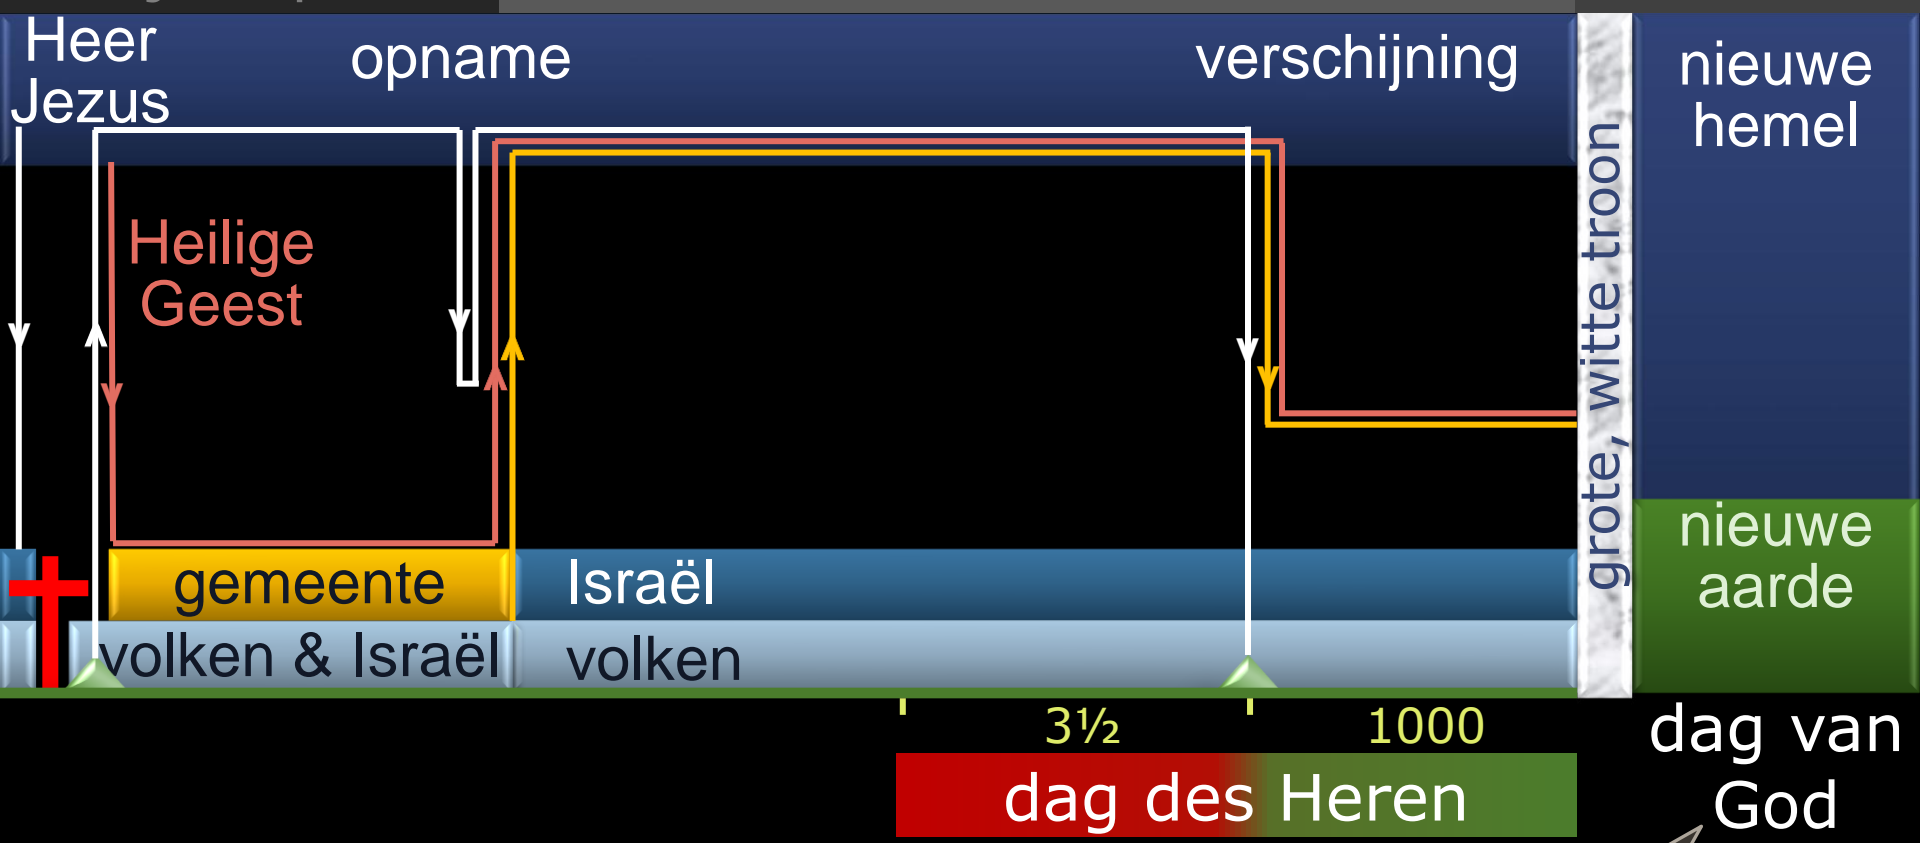 Heer
Jezus
opname
verschijning
nieuwe
hemel
Heilige
Geest
grote, witte troon
gemeente
Israël
volken & Israël
volken
nieuwe
aarde
3½
1000
dag des Heren
dag van
God